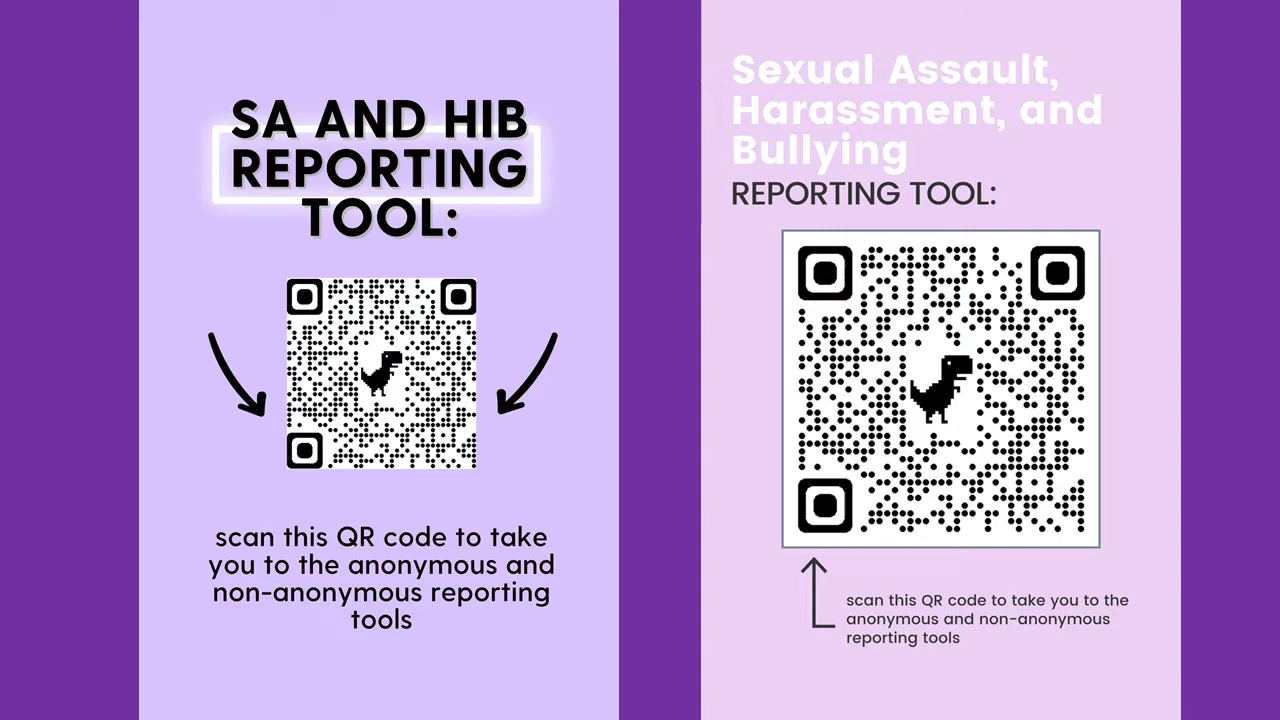 SA AND HIB
REPORTING
TOOL:
scan this QR code to take
you to the anonymous and
non-anonymous reporting
tools
Sexual Assault,
Harassment, and
Bullying
REPORTING TOOL:
scan this QR code to take you to the
anonymous and non-anonymous
reporting tools